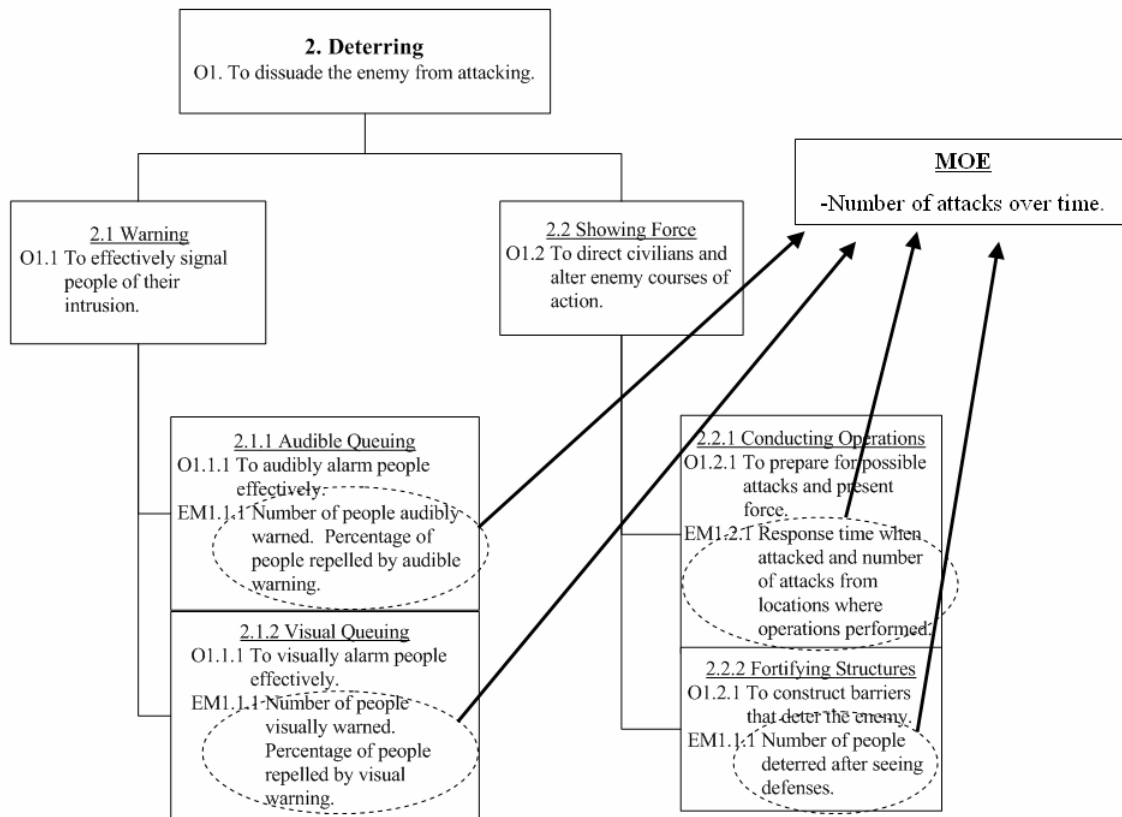 2. Deterring
O1. To dissuade the enemy from attacking.
MOE
-Number of attacks over time.
2.1 Warning
O1.1 To effectively signal
people of their
intrusion.
2.2 Showing Force
O1.2 To direct civilians and
alter enemy courses of
action.
2.1.1 Audible Queuing
O1.1.1 To audibly alarm people
effectively.
EM1.1.1 Number of people audibly
warned. Percentage of
people repelled by audible
warning.
2.1.2 Visual Queuing
O1.1.1 To visually alarm people
effectively.
EM1.1.1 Number of people
visually warned.
Percentage of people
repelled by visual
warning.
2.2.1 Conducting Operations
O1.2.1 To prepare for possible
attacks and present
force.
EM1.2.1 Response time when
attacked and number
of attacks from
locations where
operations performed.
2.2.2 Fortifying Structures
O1.2.1 To construct barriers
that deter the enemy.
EM1.1.1 Number of people
deterred after seeing
defenses.